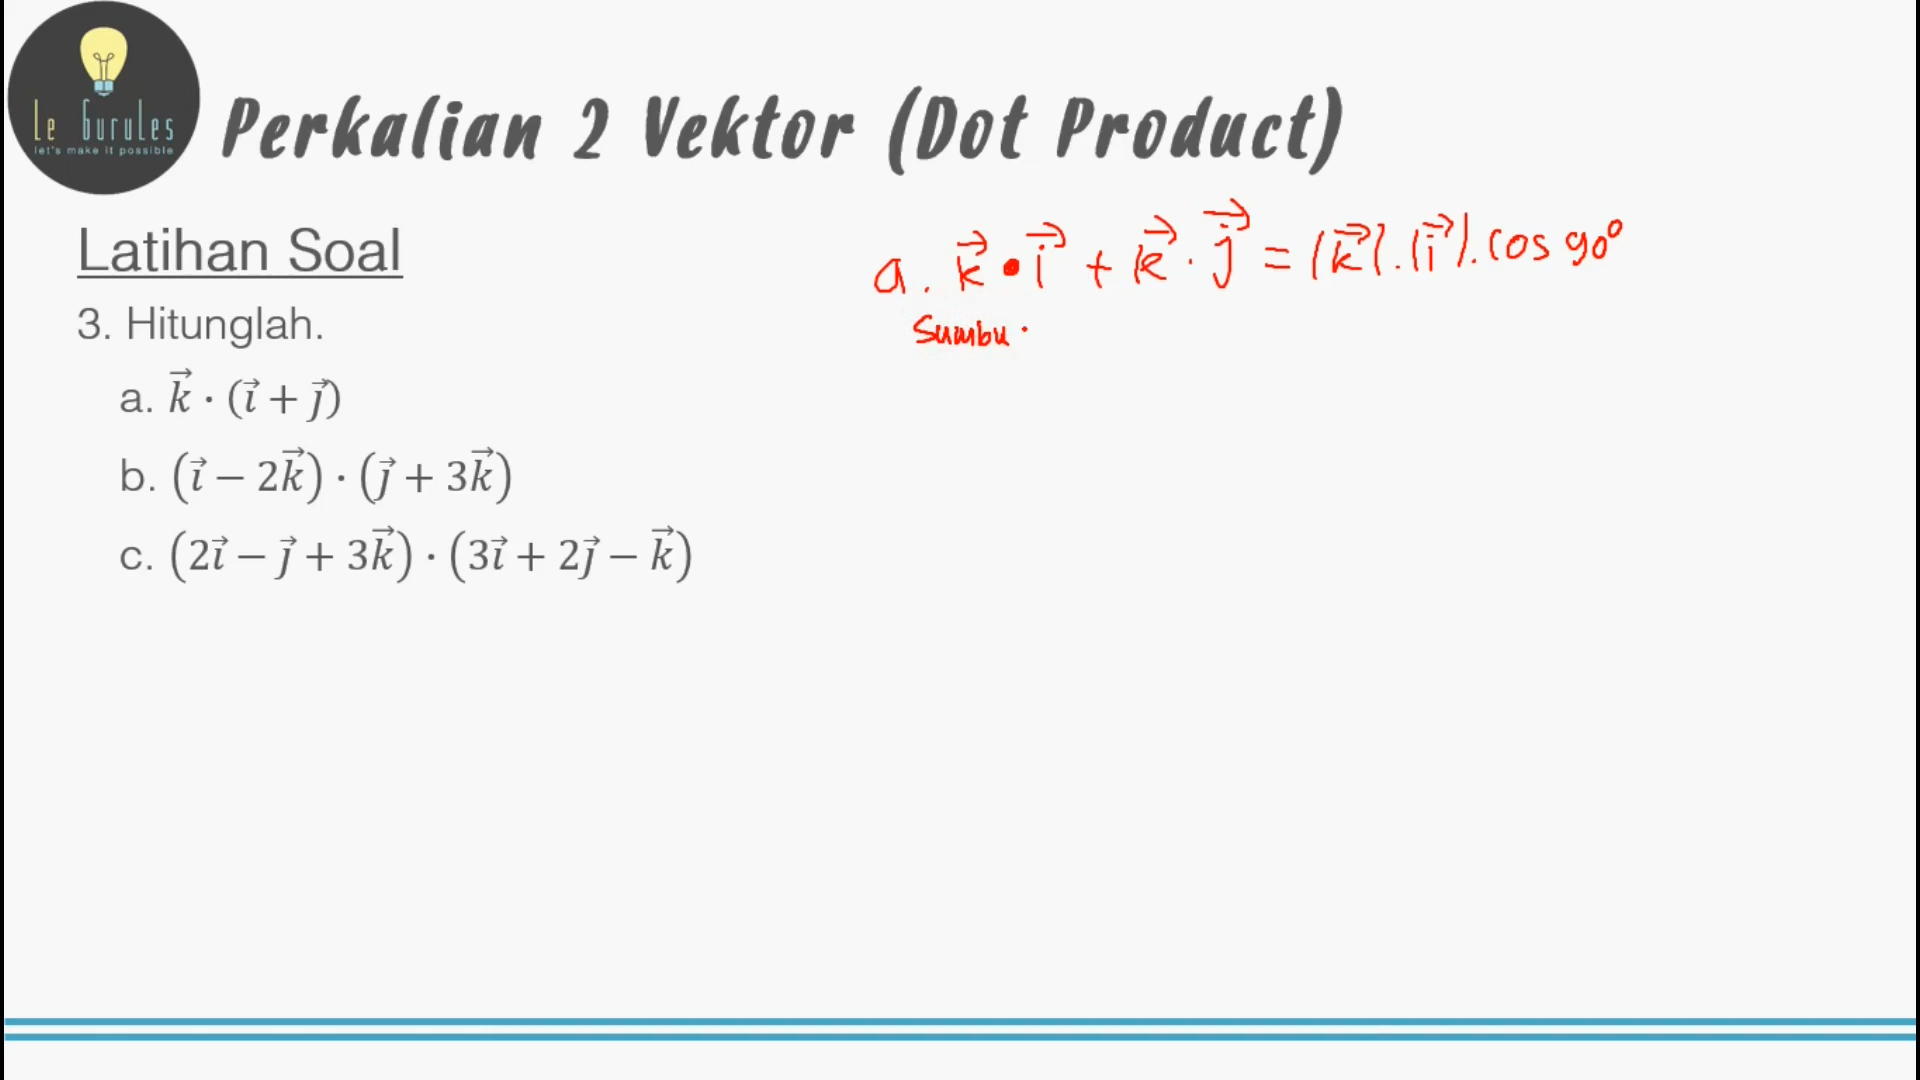 Le GuruLes
let's make it possible
Perkalian 2 Vektor (Dot Product)
Latihan Soal
3. Hitunglah.
a. k⃗ · (i⃗ + j⃗)
b. (i⃗ − 2k⃗) · (j⃗ + 3k⃗)
c. (2i⃗ − j⃗ + 3k⃗) · (3i⃗ + 2j⃗ − k⃗)
a. k⃗ • i⃗ + k⃗ · j⃗ = |k⃗| . |i⃗| . cos 90°
Sumbu ·